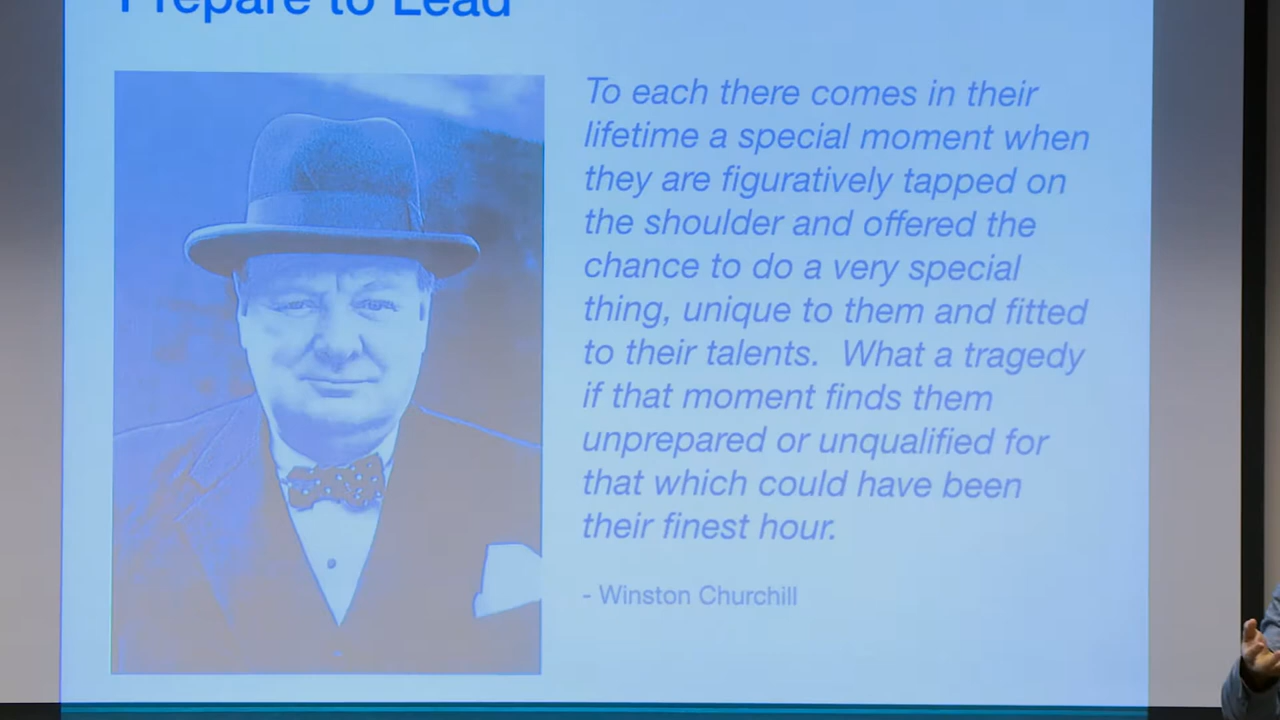 Prepare to Lead
To each there comes in their
lifetime a special moment when
they are figuratively tapped on
the shoulder and offered the
chance to do a very special
thing, unique to them and fitted
to their talents.  What a tragedy
if that moment finds them
unprepared or unqualified for
that which could have been
their finest hour.
- Winston Churchill